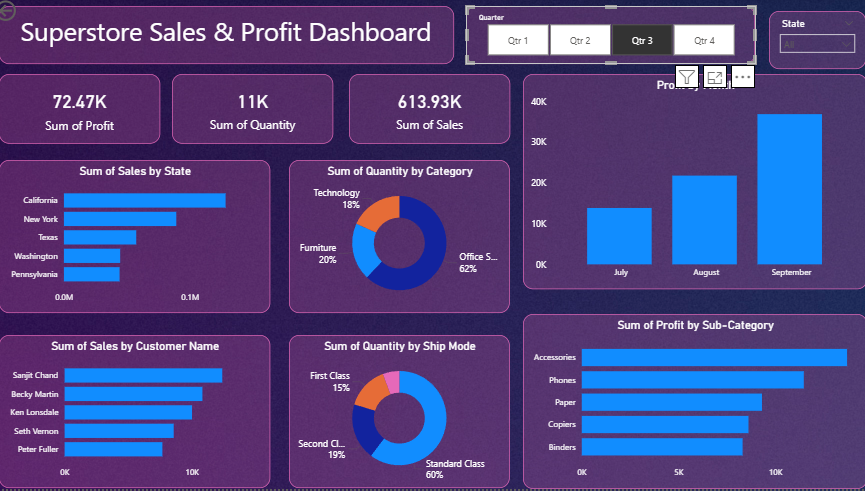 Superstore Sales & Profit Dashboard
Quarter
Qtr 1
Qtr 2
Qtr 3
Qtr 4
State
All
72.47K
Sum of Profit
11K
Sum of Quantity
613.93K
Sum of Sales
40K
30K
20K
10K
0K
July
August
September
Sum of Sales by State
California
New York
Texas
Washington
Pennsylvania
0.0M
0.1M
Sum of Quantity by Category
Technology
18%
Furniture
20%
Office S...
62%
Sum of Sales by Customer Name
Sanjit Chand
Becky Martin
Ken Lonsdale
Seth Vernon
Peter Fuller
0K
10K
Sum of Quantity by Ship Mode
First Class
15%
Second Cl...
19%
Standard Class
60%
Sum of Profit by Sub-Category
Accessories
Phones
Paper
Copiers
Binders
0K
5K
10K